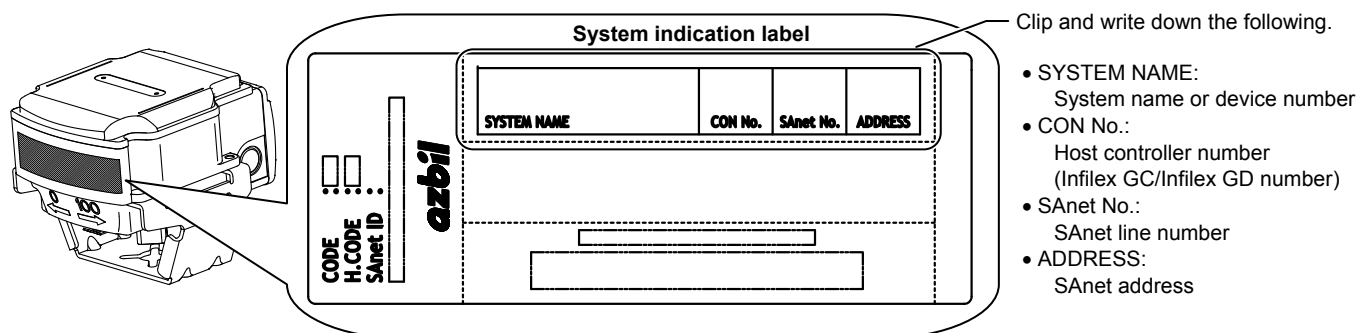 System indication label
SYSTEM NAME
CON No.
SAnet No.
ADDRESS
CODE :
H.CODE :
SAnet ID :
azbil
0 100
Clip and write down the following.
• SYSTEM NAME:
System name or device number
• CON No.:
Host controller number
(Infilex GC/Infilex GD number)
• SAnet No.:
SAnet line number
• ADDRESS:
SAnet address